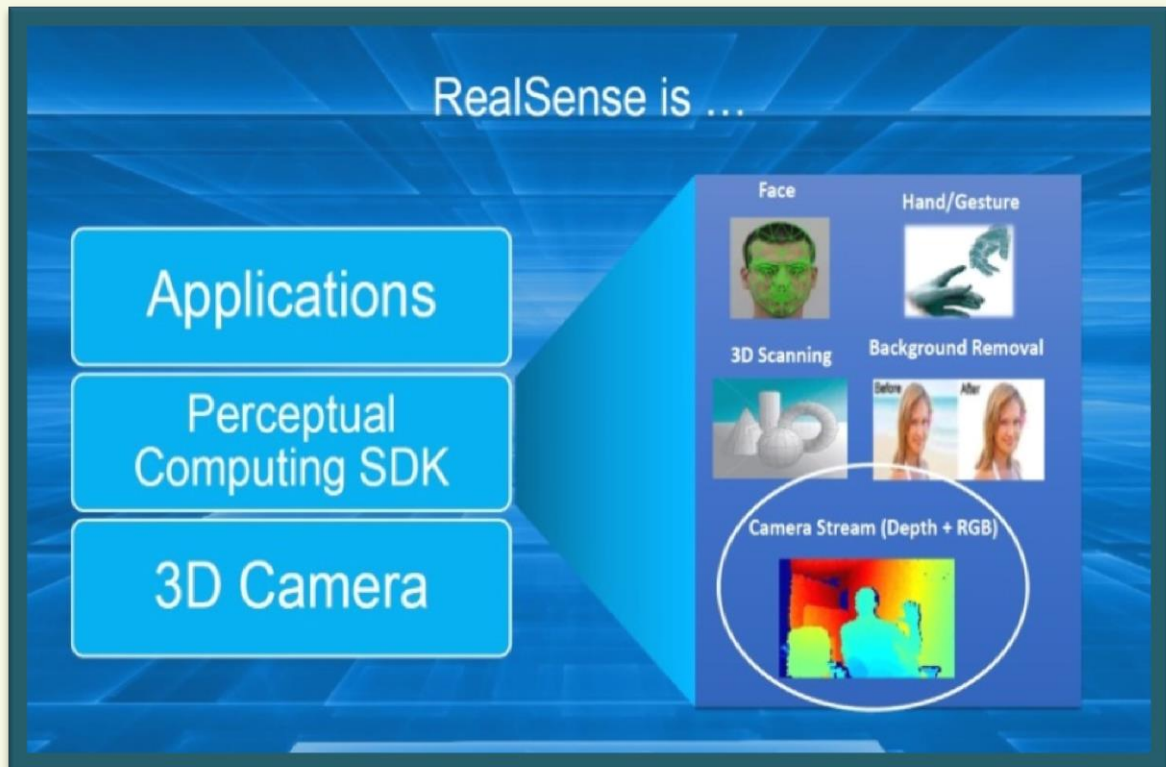 RealSense is ...
Applications
Perceptual
Computing SDK
3D Camera
Face
Hand/Gesture
3D Scanning
Background Removal
Before
After
Camera Stream (Depth + RGB)